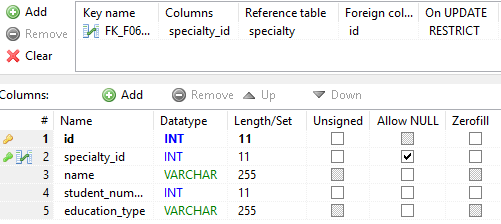 Add Key name Columns Reference table Foreign col... On UPDATE
Remove FK_F06... specialty_id specialty id RESTRICT
Clear
Columns: Add Remove Up Down
# Name Datatype Length/Set Unsigned Allow NULL Zerofill
1 id INT 11
2 specialty_id INT 11
3 name VARCHAR 255
4 student_num... INT 11
5 education_type VARCHAR 255